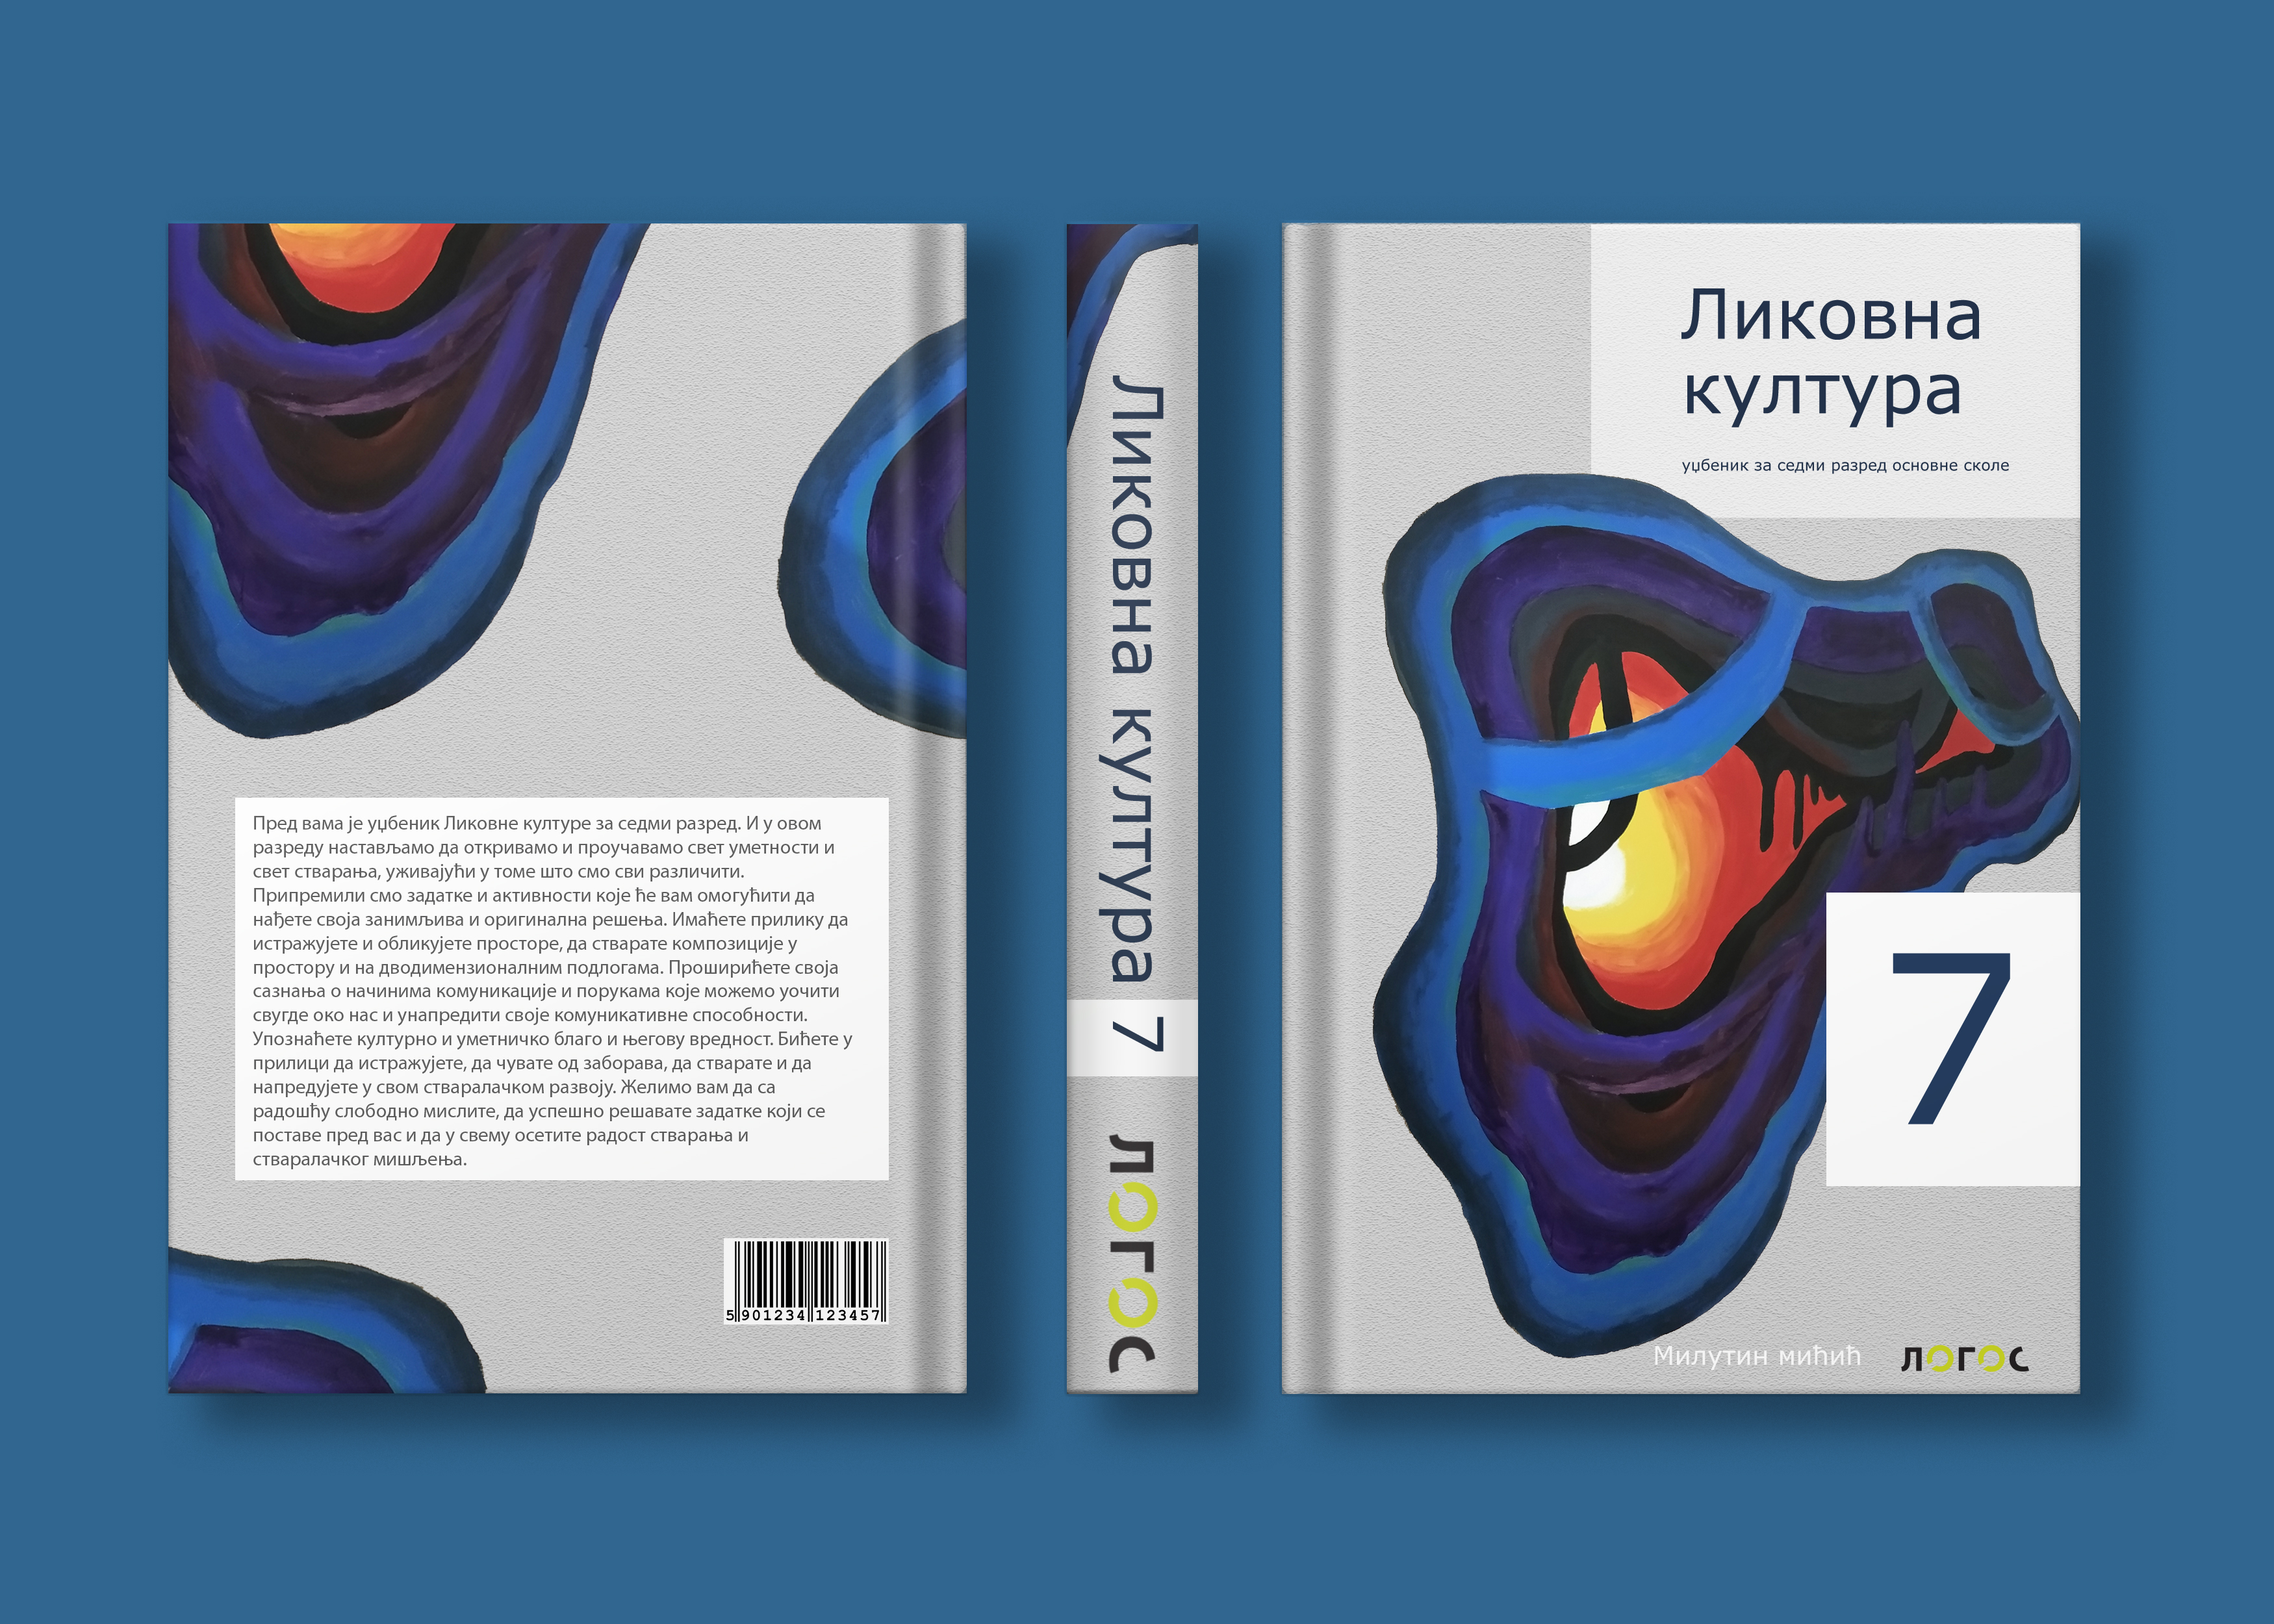 Пред вама је уџбеник Ликовне културе за седми разред. И у овом
разреду настављамо да откривамо и проучавамо свет уметности и
свет стварања, уживајући у томе што смо сви различити.
Припремили смо задатке и активности које ће вам омогућити да
нађете своја занимљива и оригинална решења. Имаћете прилику да
истражујете и обликујете просторе, да стварате композиције у
простору и на дводимензионалним подлогама. Проширићете своја
сазнања о начинима комуникације и порукама које можемо уочити
свугде око нас и унапредити своје комуникативне способности.
Упознаћете културно и уметничко благо и његову вредност. Бићете у
прилици да истражујете, да чувате од заборава, да стварате и да
напредујете у свом стваралачком развоју. Желимо вам да са
радошћу слободно мислите, да успешно решавате задатке који се
поставе пред вас и да у свему осетите радост стварања и
стваралачког мишљења.
5 901234 123457
Ликовна култура 7
логос
Ликовна
култура
уџбеник за седми разред основне сколе
7
Милутин мићић
логос